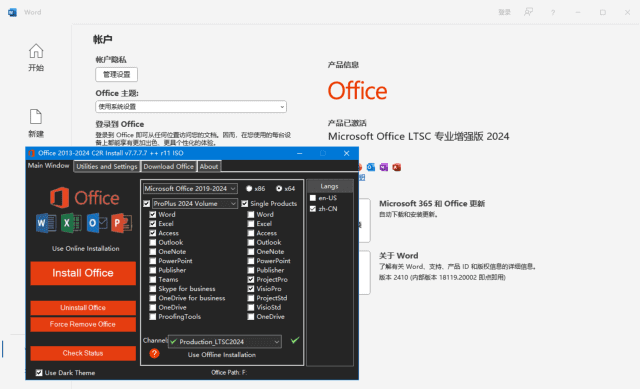 Word
登录
帐户
开始
新建
帐户隐私
管理设置
Office 主题:
使用系统设置
登录到 Office
登录到 Office 即可从任何位置访问您的文档。因而，在您使用的每台设
备上都能享有更加出色、更具个性化的体验。
产品信息
Office
产品已激活
Microsoft Office LTSC 专业增强版 2024
Microsoft 365 和 Office 更新
自动下载和安装更新。
关于 Word
了解有关 Word、支持、产品 ID 和版权信息的详细信息。
版本 2410 (内部版本 18119.20002 即点即用)
Office 2013-2024 C2R Install v7.7.7.7 ++ r11 ISO
Main Window
Utilities and Settings
Download Office
About
Office
Use Online Installation
Install Office
Uninstall Office
Force Remove Office
Check Status
Use Dark Theme
Microsoft Office 2019-2024
x86
x64
ProPlus 2024 Volume
Single Products
Word
Excel
Access
Outlook
OneNote
PowerPoint
Publisher
Teams
Skype for business
OneDrive for business
OneDrive
ProofingTools
Word
Excel
Access
Outlook
OneNote
PowerPoint
Publisher
ProjectPro
VisioPro
ProjectStd
VisioStd
OneDrive
Channel:
Production_LTSC2024
Use Offline Installation
Office Path: F:
Langs
en-US
zh-CN